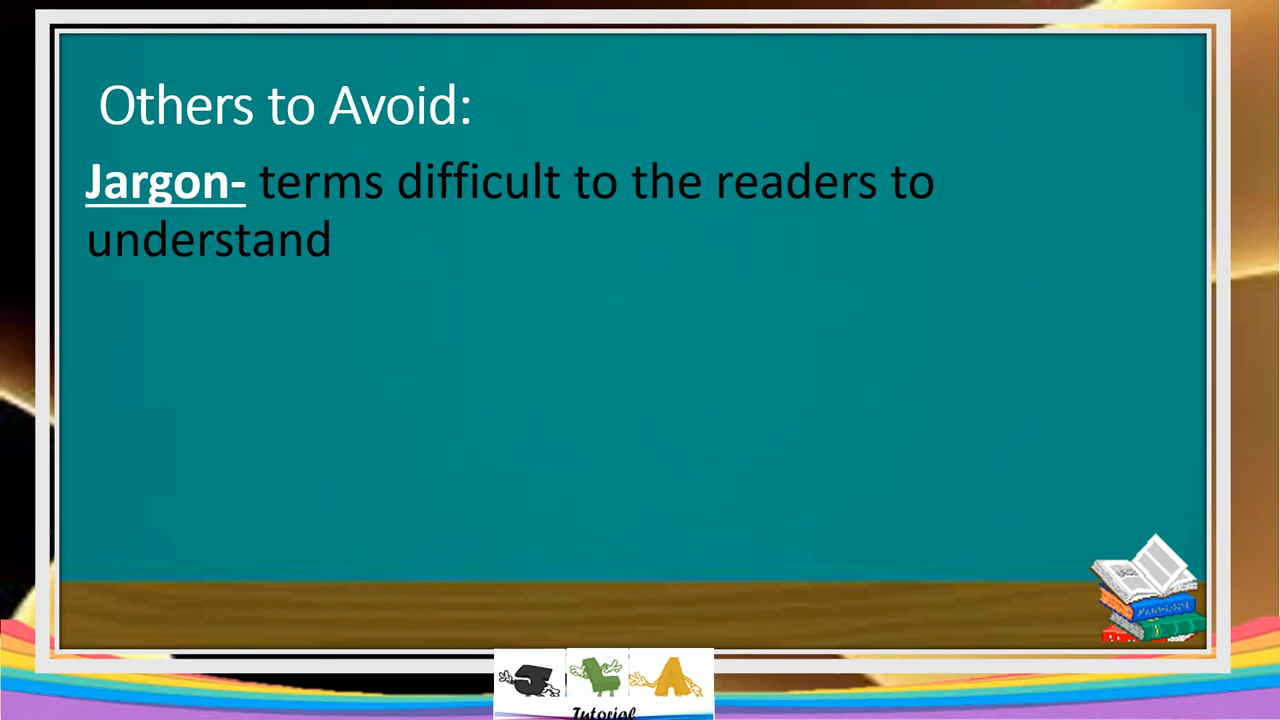 Others to Avoid:
Jargon- terms difficult to the readers to
understand
Tutorial